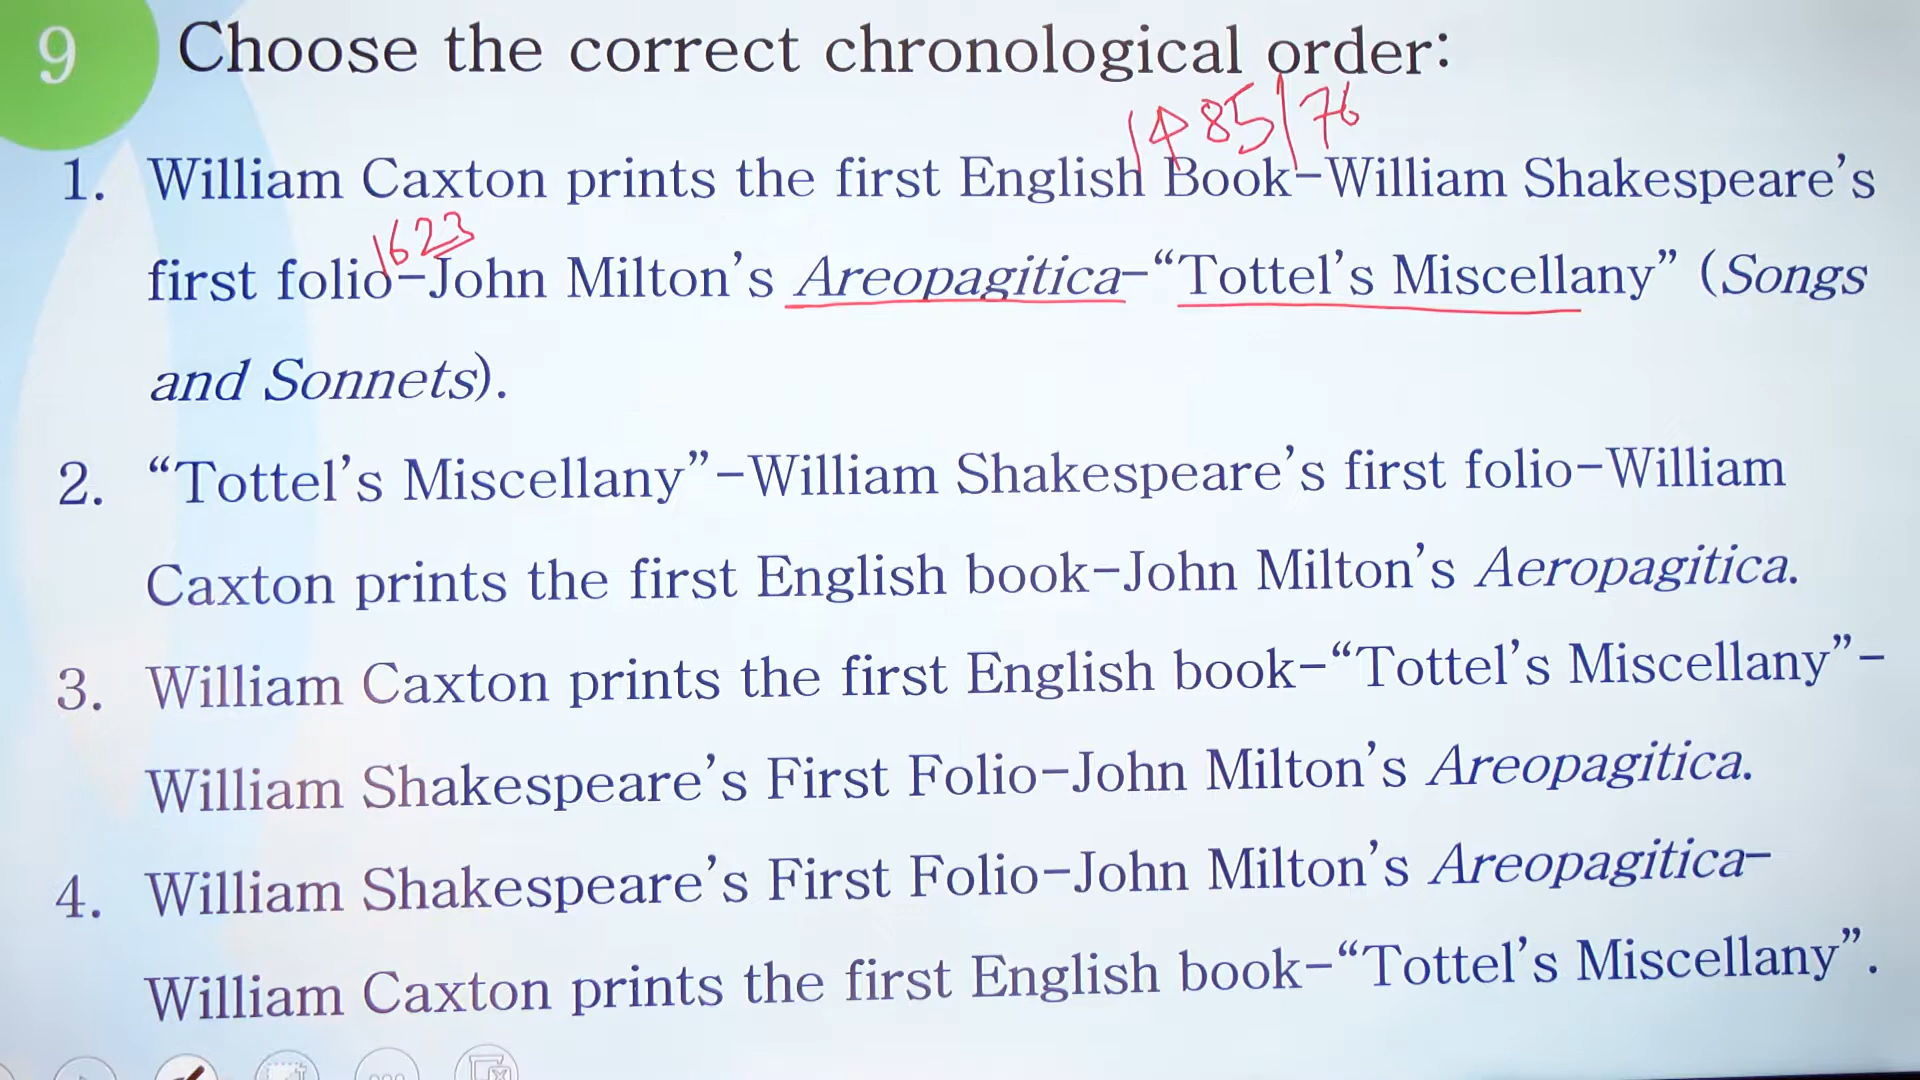 9 Choose the correct chronological order:
1485/76
1. William Caxton prints the first English Book-William Shakespeare's
1623
first folio-John Milton's Areopagitica-“Tottel's Miscellany” (Songs
and Sonnets).
2. “Tottel's Miscellany”-William Shakespeare's first folio-William
Caxton prints the first English book-John Milton's Aeropagitica.
3. William Caxton prints the first English book-“Tottel's Miscellany”-
William Shakespeare's First Folio-John Milton's Areopagitica.
4. William Shakespeare's First Folio-John Milton's Areopagitica-
William Caxton prints the first English book-“Tottel's Miscellany”.